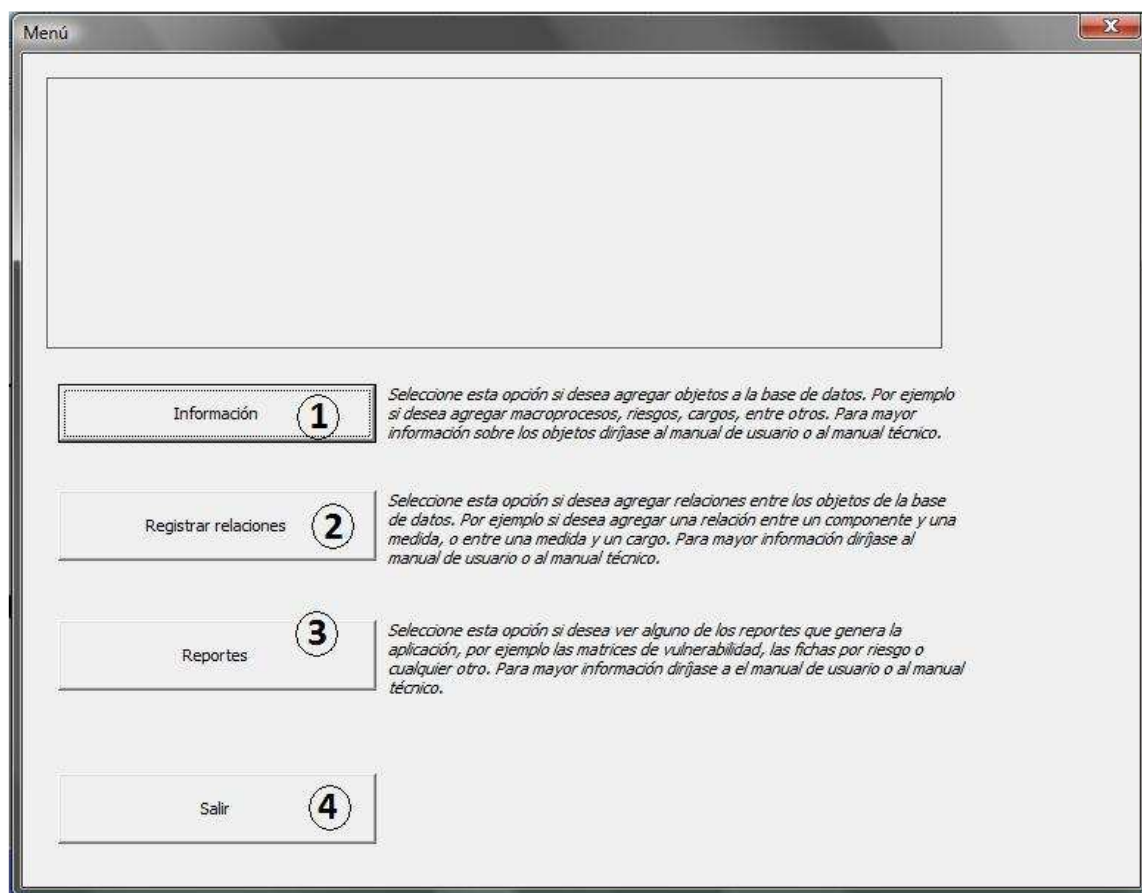 Menú
Información
1
Seleccione esta opción si desea agregar objetos a la base de datos. Por ejemplo
si desea agregar macroprocesos, riesgos, cargos, entre otros. Para mayor
información sobre los objetos diríjase al manual de usuario o al manual técnico.
Registrar relaciones
2
Seleccione esta opción si desea agregar relaciones entre los objetos de la base
de datos. Por ejemplo si desea agregar una relación entre un componente y una
medida, o entre una medida y un cargo. Para mayor información diríjase al
manual de usuario o al manual técnico.
Reportes
3
Seleccione esta opción si desea ver alguno de los reportes que genera la
aplicación, por ejemplo las matrices de vulnerabilidad, las fichas por riesgo o
cualquier otro. Para mayor información diríjase a el manual de usuario o al manual
técnico.
Salir
4